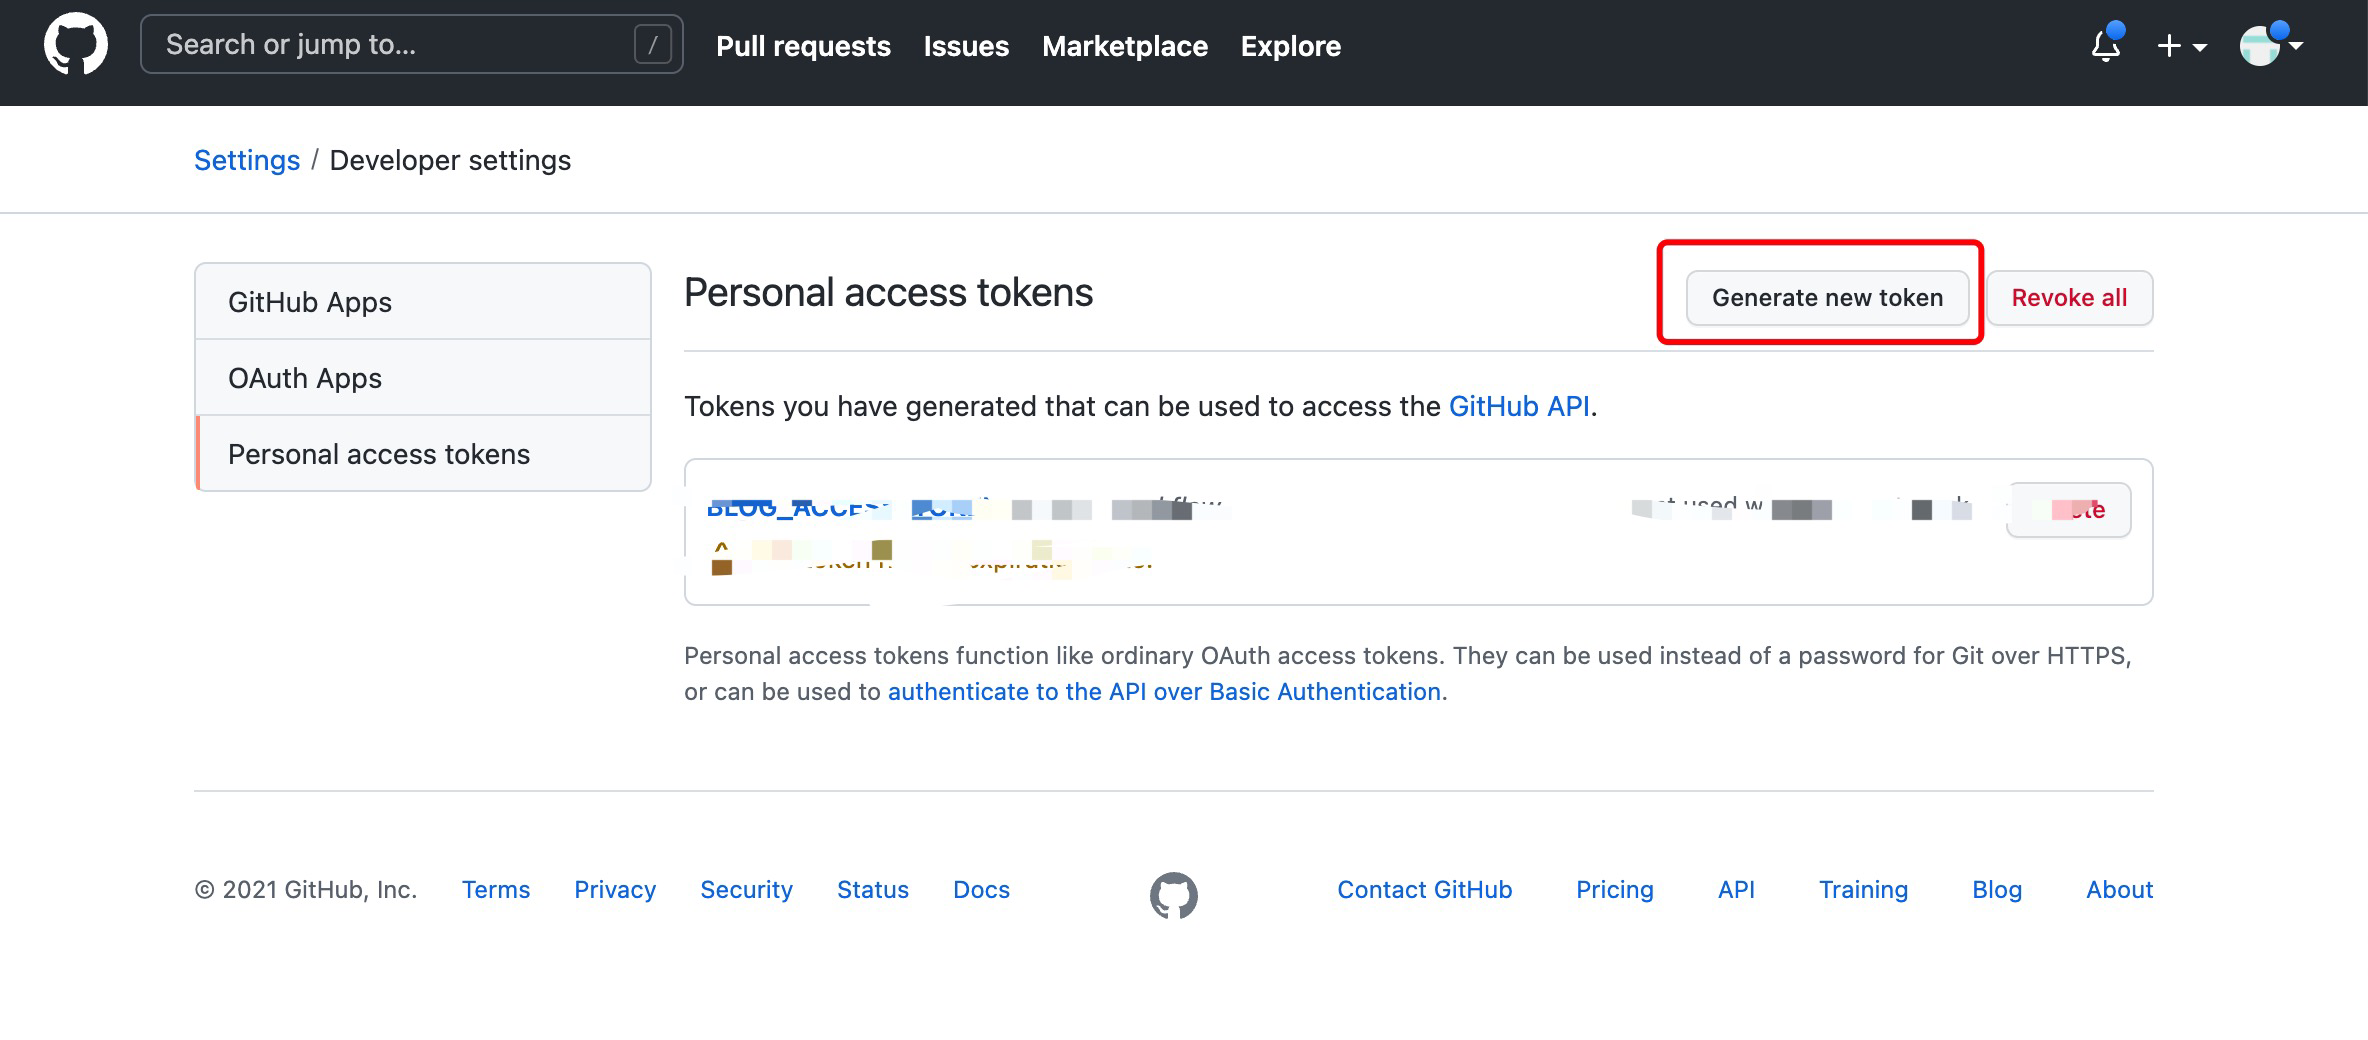 Search or jump to... /
Pull requests Issues Marketplace Explore
Settings / Developer settings
GitHub Apps
OAuth Apps
Personal access tokens
Personal access tokens
Generate new token
Revoke all
Tokens you have generated that can be used to access the GitHub API.
Personal access tokens function like ordinary OAuth access tokens. They can be used instead of a password for Git over HTTPS,
or can be used to authenticate to the API over Basic Authentication.
© 2021 GitHub, Inc. Terms Privacy Security Status Docs Contact GitHub Pricing API Training Blog About